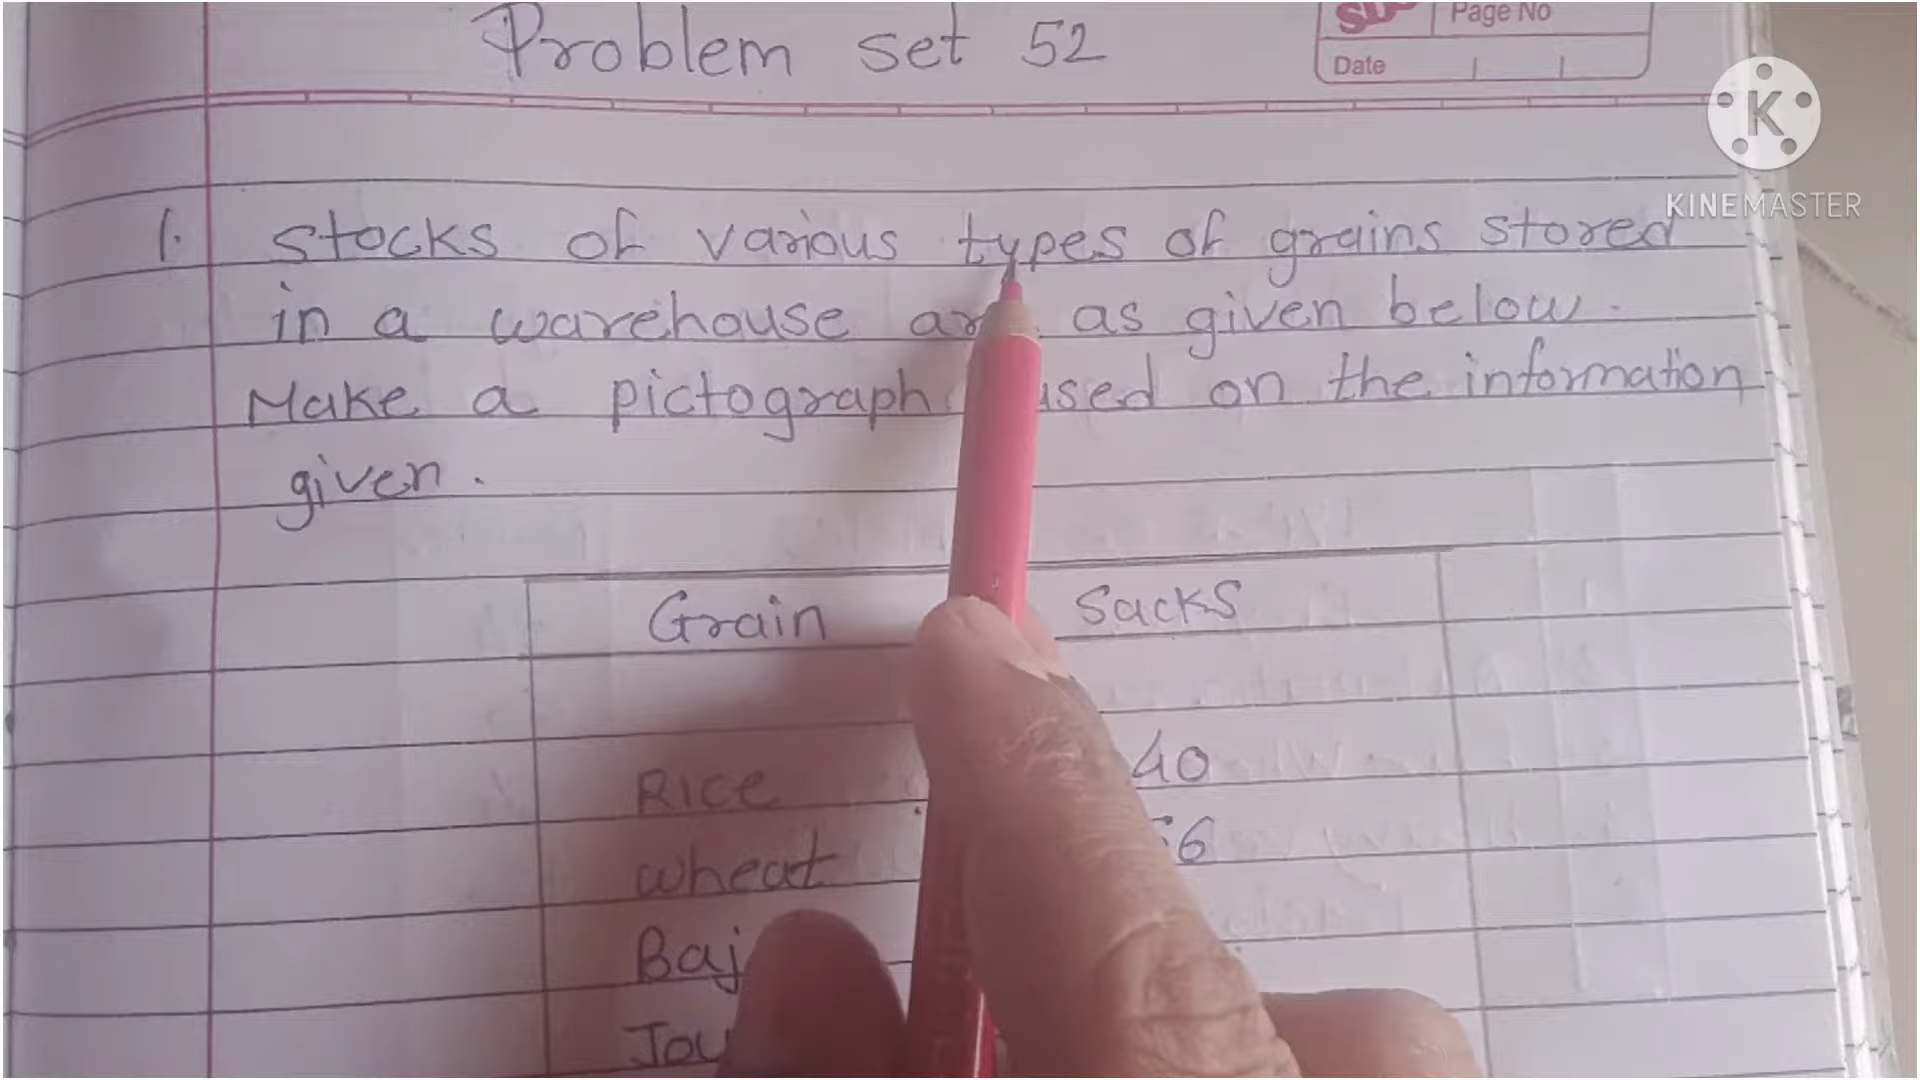 Problem set 52
Page No
Date
KINEMASTER
1. Stocks of various types of grains stored
in a warehouse as given below.
Make a pictograph on the information
given.
Grain Sacks
Rice 40
wheat